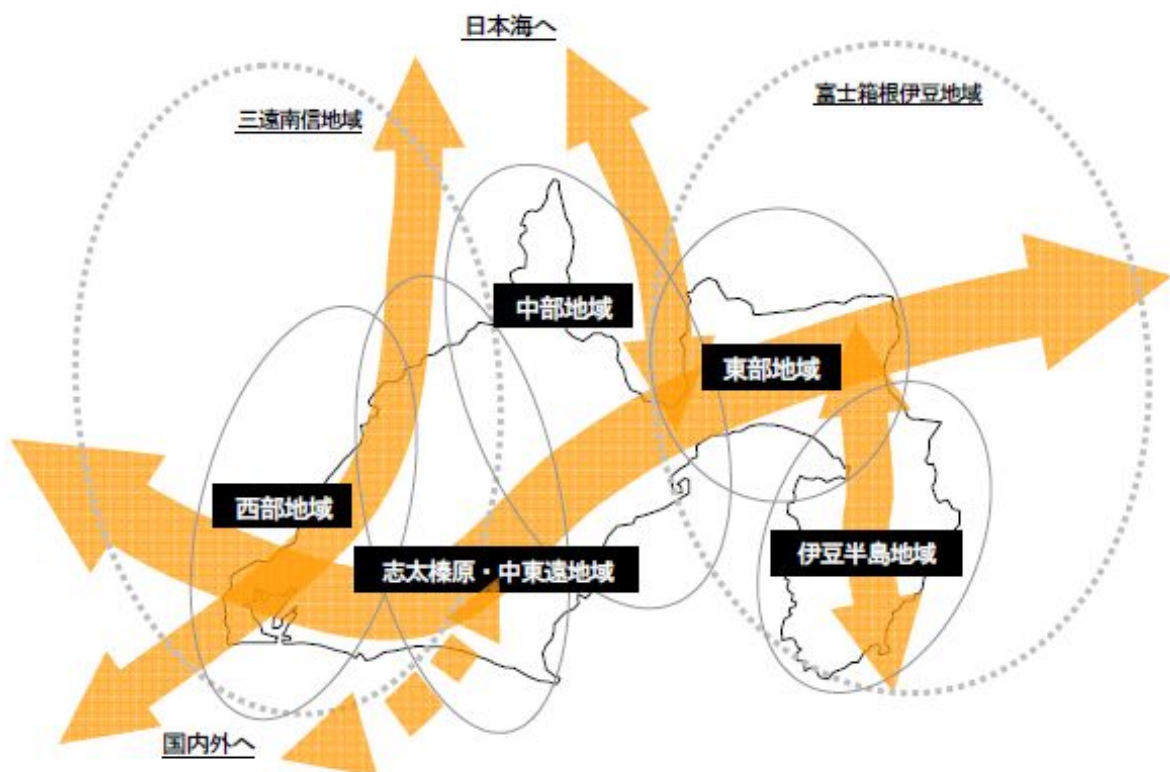 日本海へ
富士箱根伊豆地域
三遠南信地域
中部地域
東部地域
西部地域
伊豆半島地域
志太榛原・中東遠地域
国内外へ